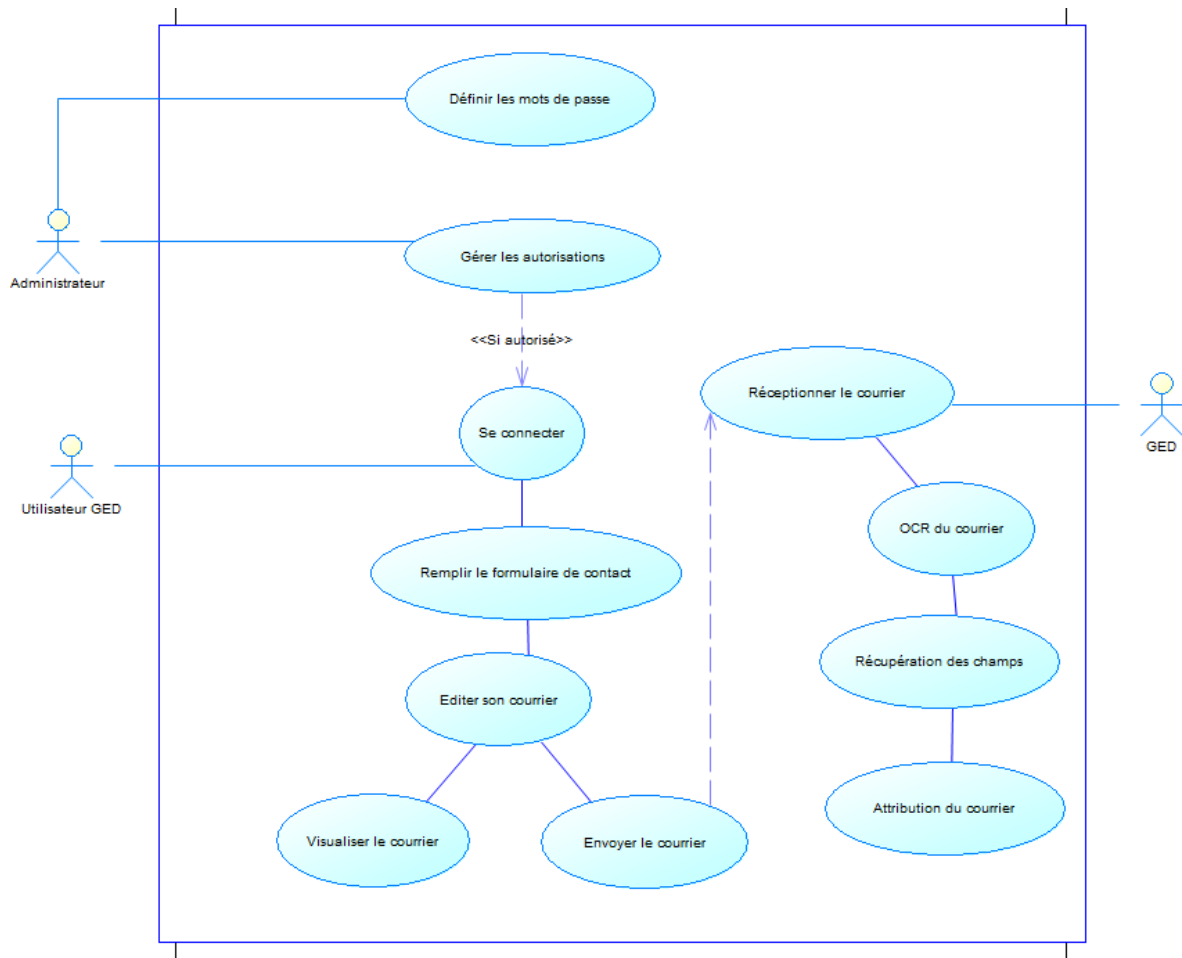 Définir les mots de passe
Gérer les autorisations
Administrateur
<<Si autorisé>>
Réceptionner le courrier
Se connecter
GED
Utilisateur GED
OCR du courrier
Remplir le formulaire de contact
Récupération des champs
Editer son courrier
Attribution du courrier
Visualiser le courrier
Envoyer le courrier